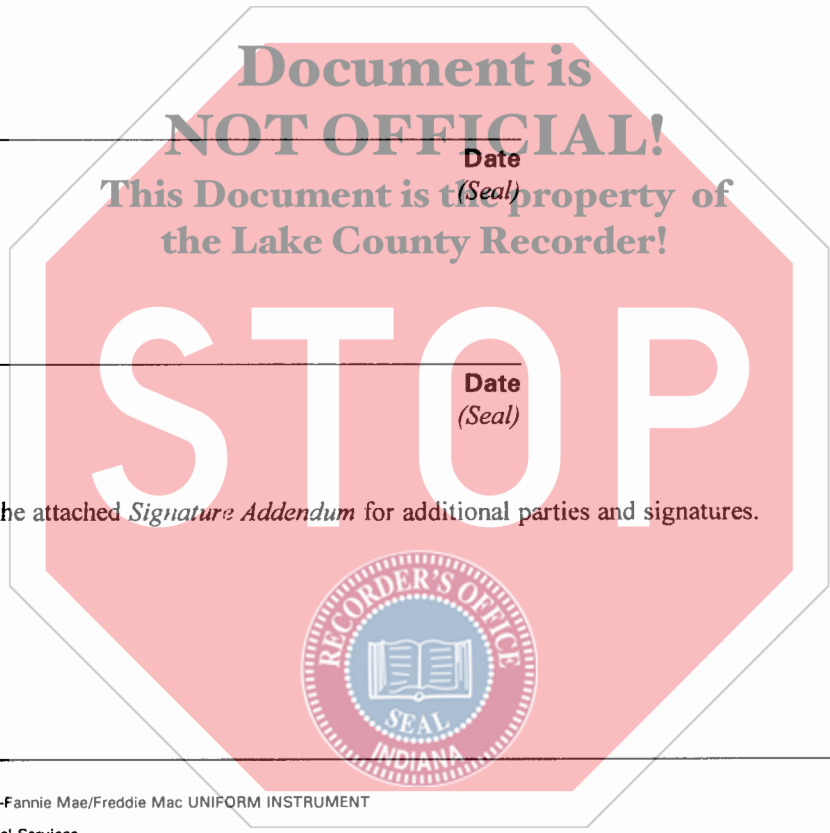 Document is
NOT OFFICIAL!
Date
(Seal)
This Document is the property of
the Lake County Recorder!
STOP
Date
(Seal)
he attached Signature Addendum for additional parties and signatures.
RECORDER'S OFFICE
SEAL
INDIANA
-Fannie Mae/Freddie Mac UNIFORM INSTRUMENT
Services